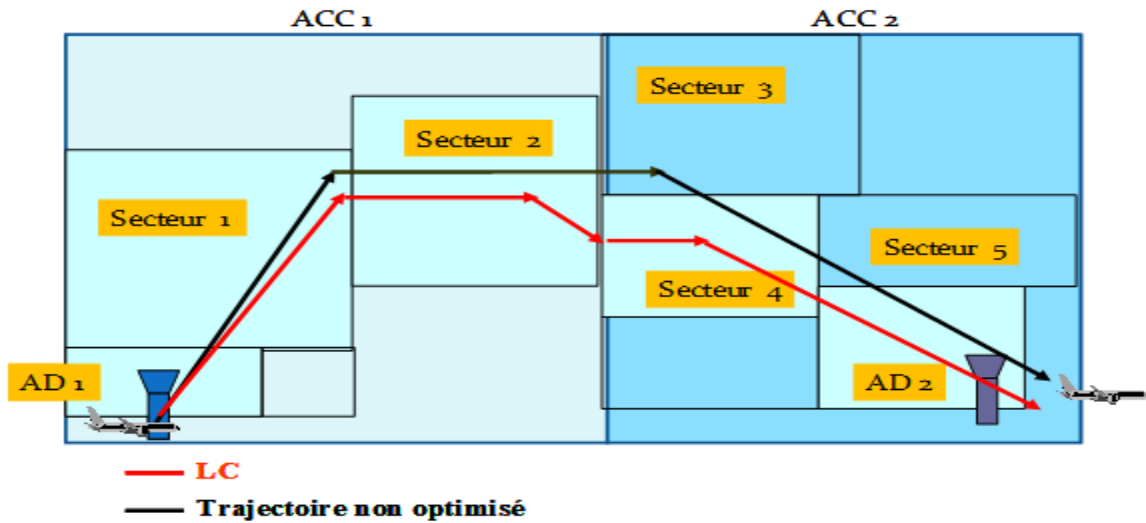 ACC 1
ACC 2
Secteur 3
Secteur 2
Secteur 1
Secteur 5
Secteur 4
AD 1
AD 2
LC
Trajectoire non optimisé